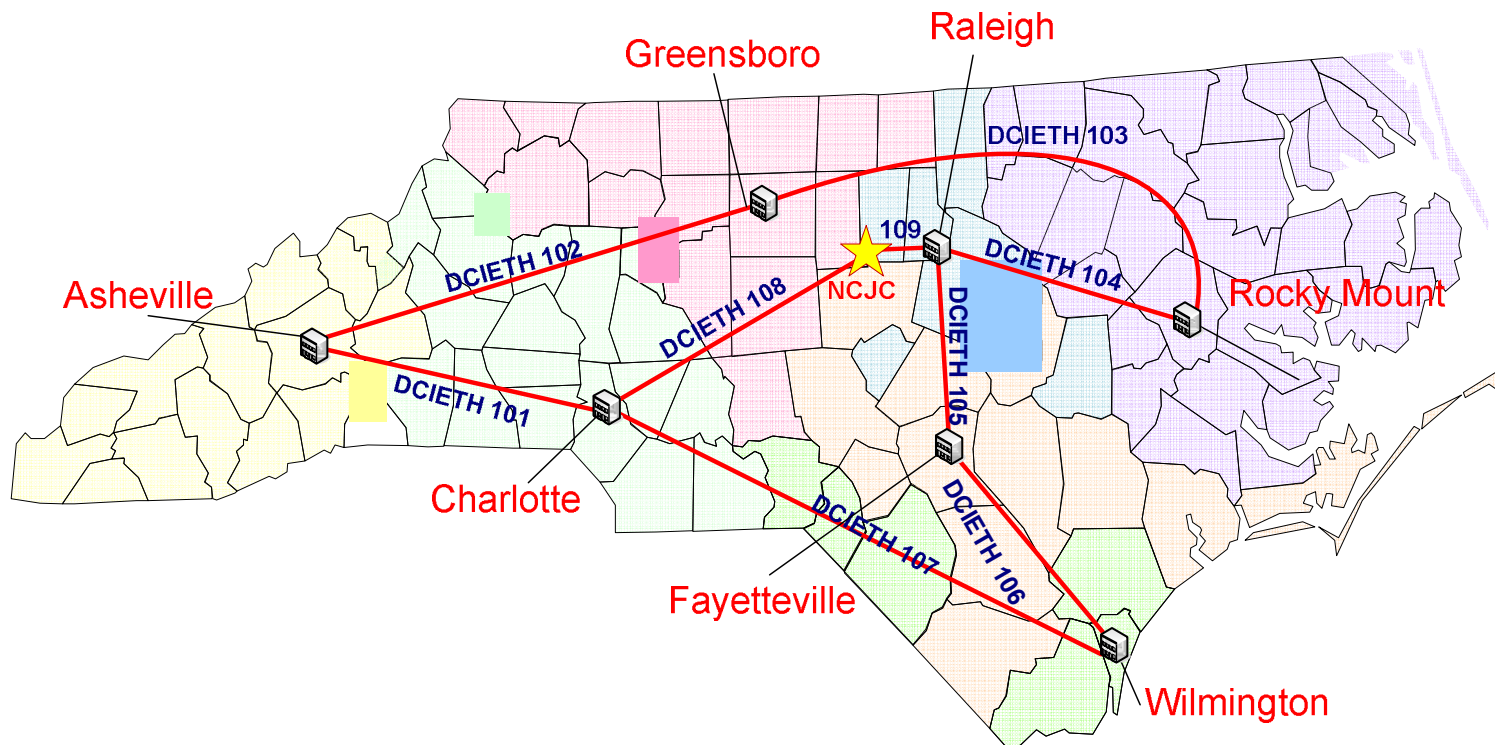 Raleigh
Greensboro
DCIETH 103
109
DCIETH 102
DCIETH 104
Asheville
NCJC
Rocky Mount
DCIETH 108
DCIETH 105
DCIETH 101
Charlotte
DCIETH 107
DCIETH 106
Fayetteville
Wilmington